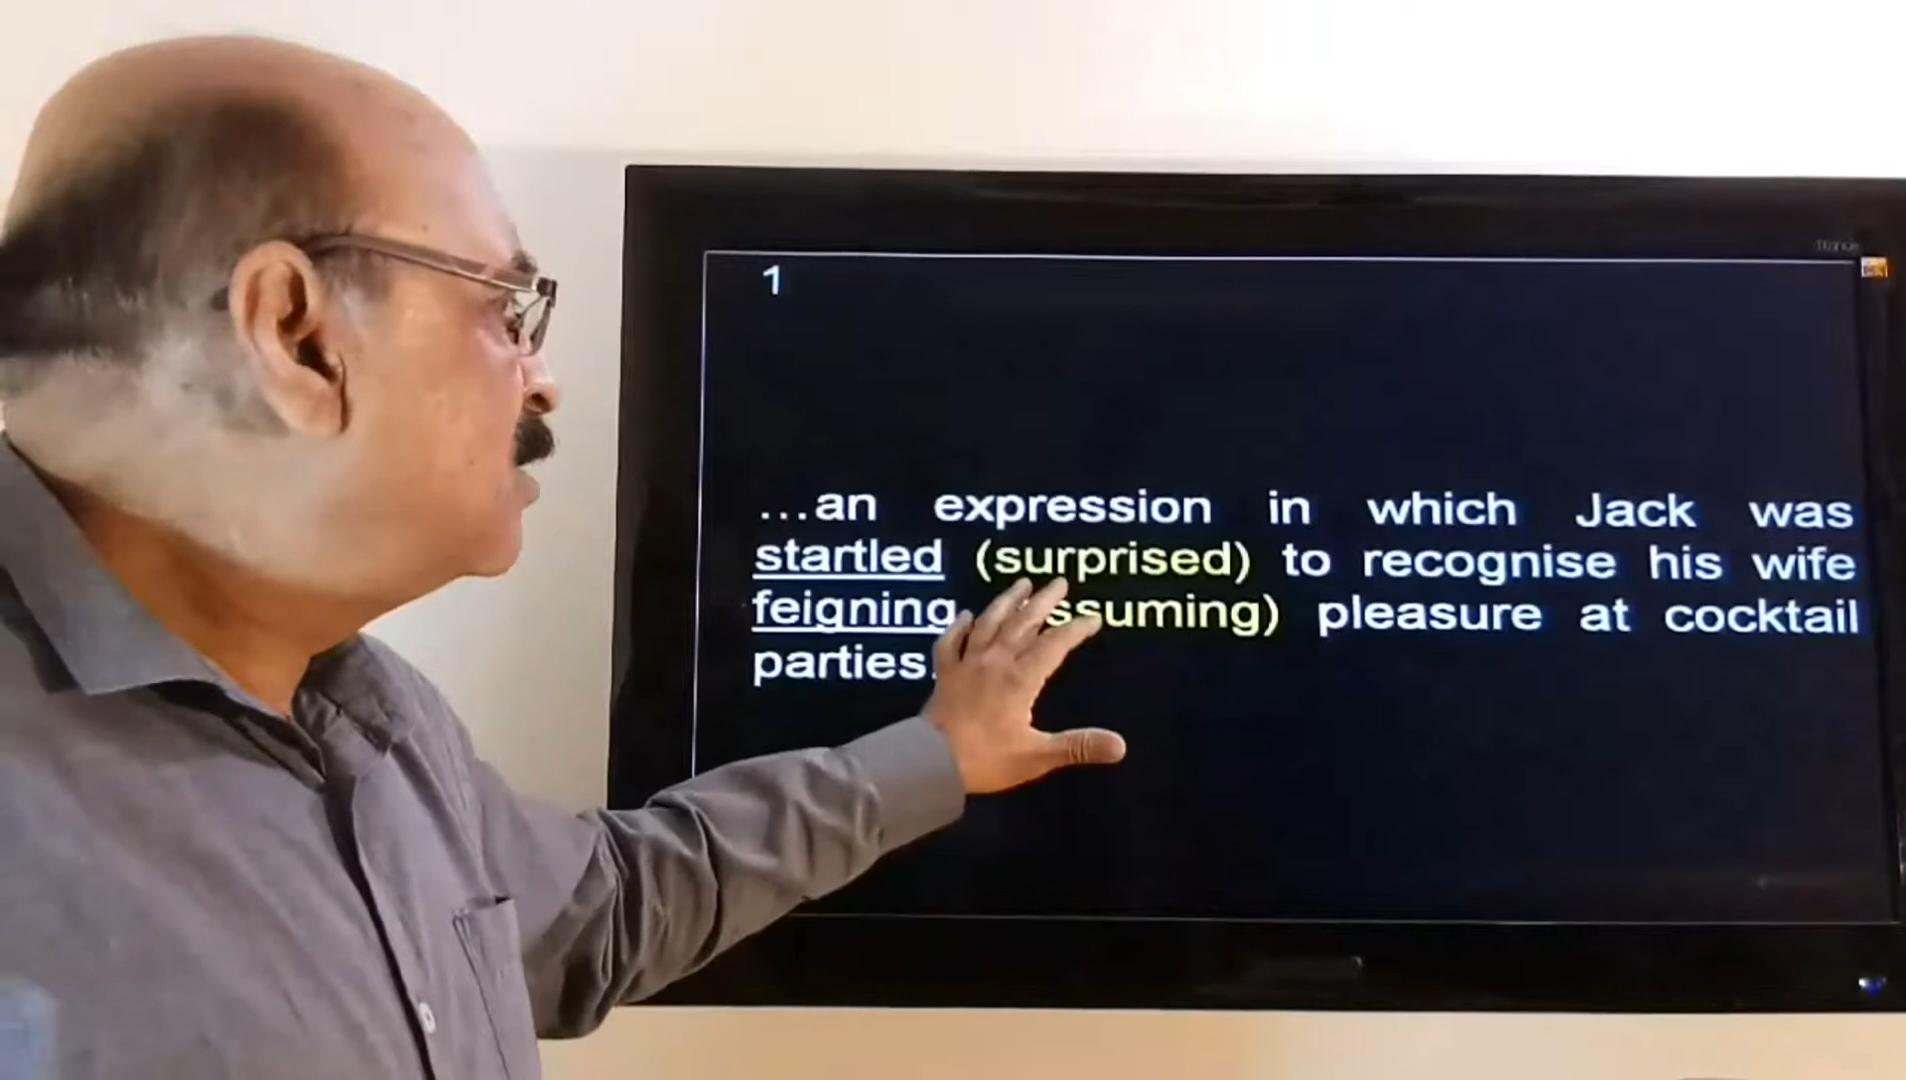 1
...an expression in which Jack was
startled (surprised) to recognise his wife
feigning ssuming) pleasure at cocktail
parties.